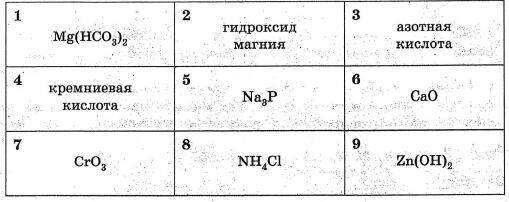 1
Mg(HCO₃)₂
2
гидроксид
магния
3
азотная
кислота
4
кремниевая
кислота
5
Na₃P
6
CaO
7
CrO₃
8
NH₄Cl
9
Zn(OH)₂